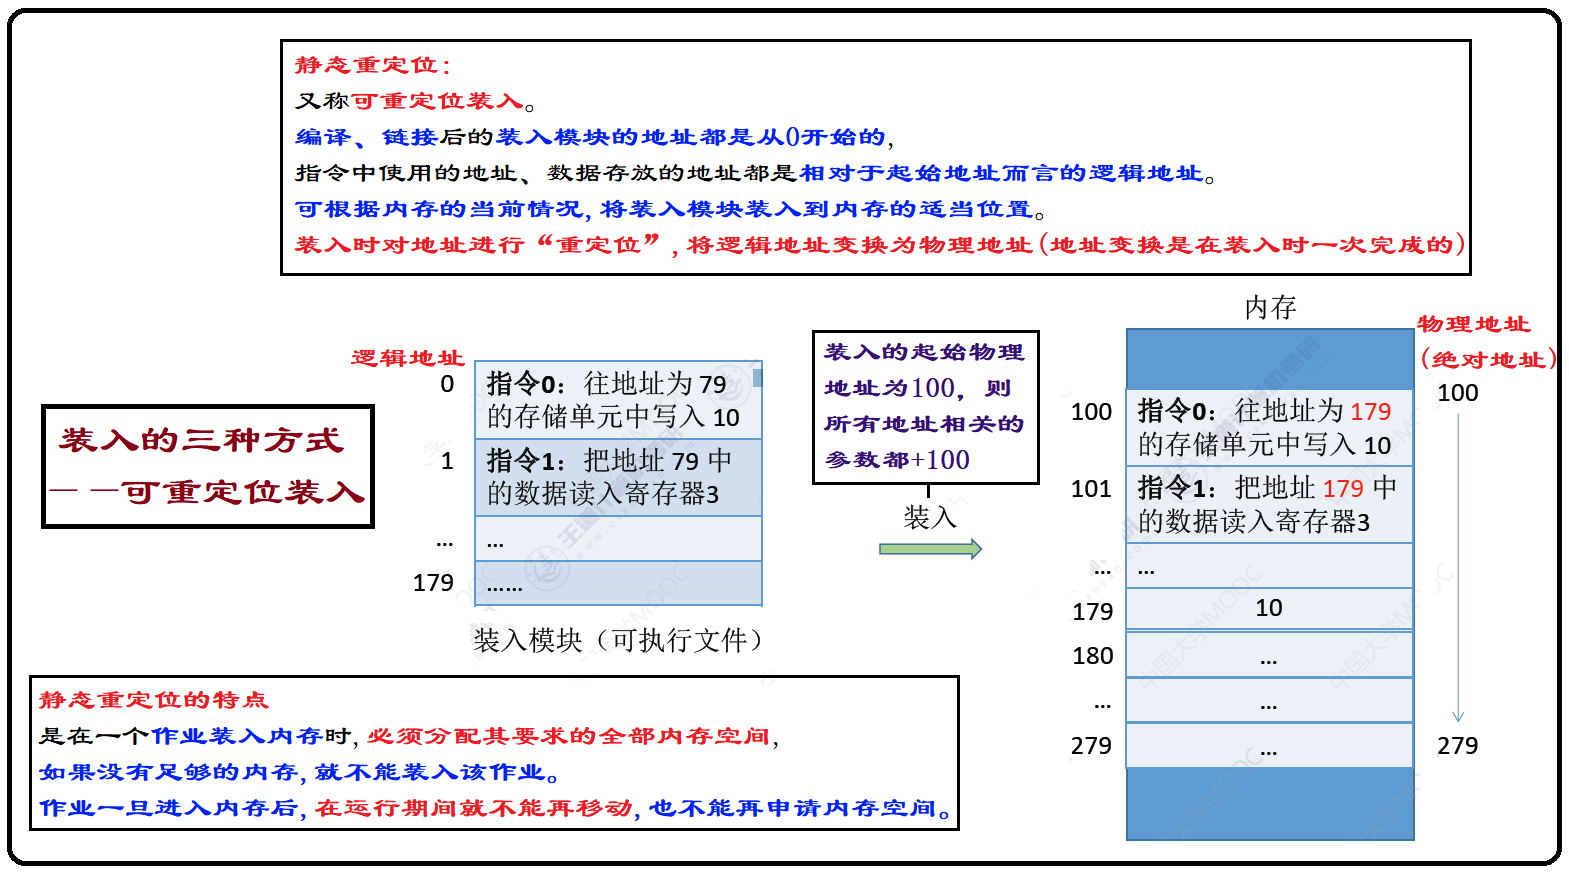 静态重定位：
又称可重定位装入。
编译、链接后的装入模块的地址都是从0开始的，
指令中使用的地址、数据存放的地址都是相对于起始地址而言的逻辑地址。
可根据内存的当前情况，将装入模块装入到内存的适当位置。
装入时对地址进行“重定位”，将逻辑地址变换为物理地址(地址变换是在装入时一次完成的)
装入的三种方式
——可重定位装入
逻辑地址
0
指令0：往地址为 79
的存储单元中写入 10
1
指令1：把地址 79 中
的数据读入寄存器3
...
...
179
......
装入模块（可执行文件）
装入的起始物理
地址为100，则
所有地址相关的
参数都+100
装入
内存
物理地址
(绝对地址)
100
100
指令0：往地址为 179
的存储单元中写入 10
101
指令1：把地址 179 中
的数据读入寄存器3
...
...
179
10
180
...
...
...
279
...
279
静态重定位的特点
是在一个作业装入内存时，必须分配其要求的全部内存空间，
如果没有足够的内存，就不能装入该作业。
作业一旦进入内存后，在运行期间就不能再移动，也不能再申请内存空间。
中国大学MOOC